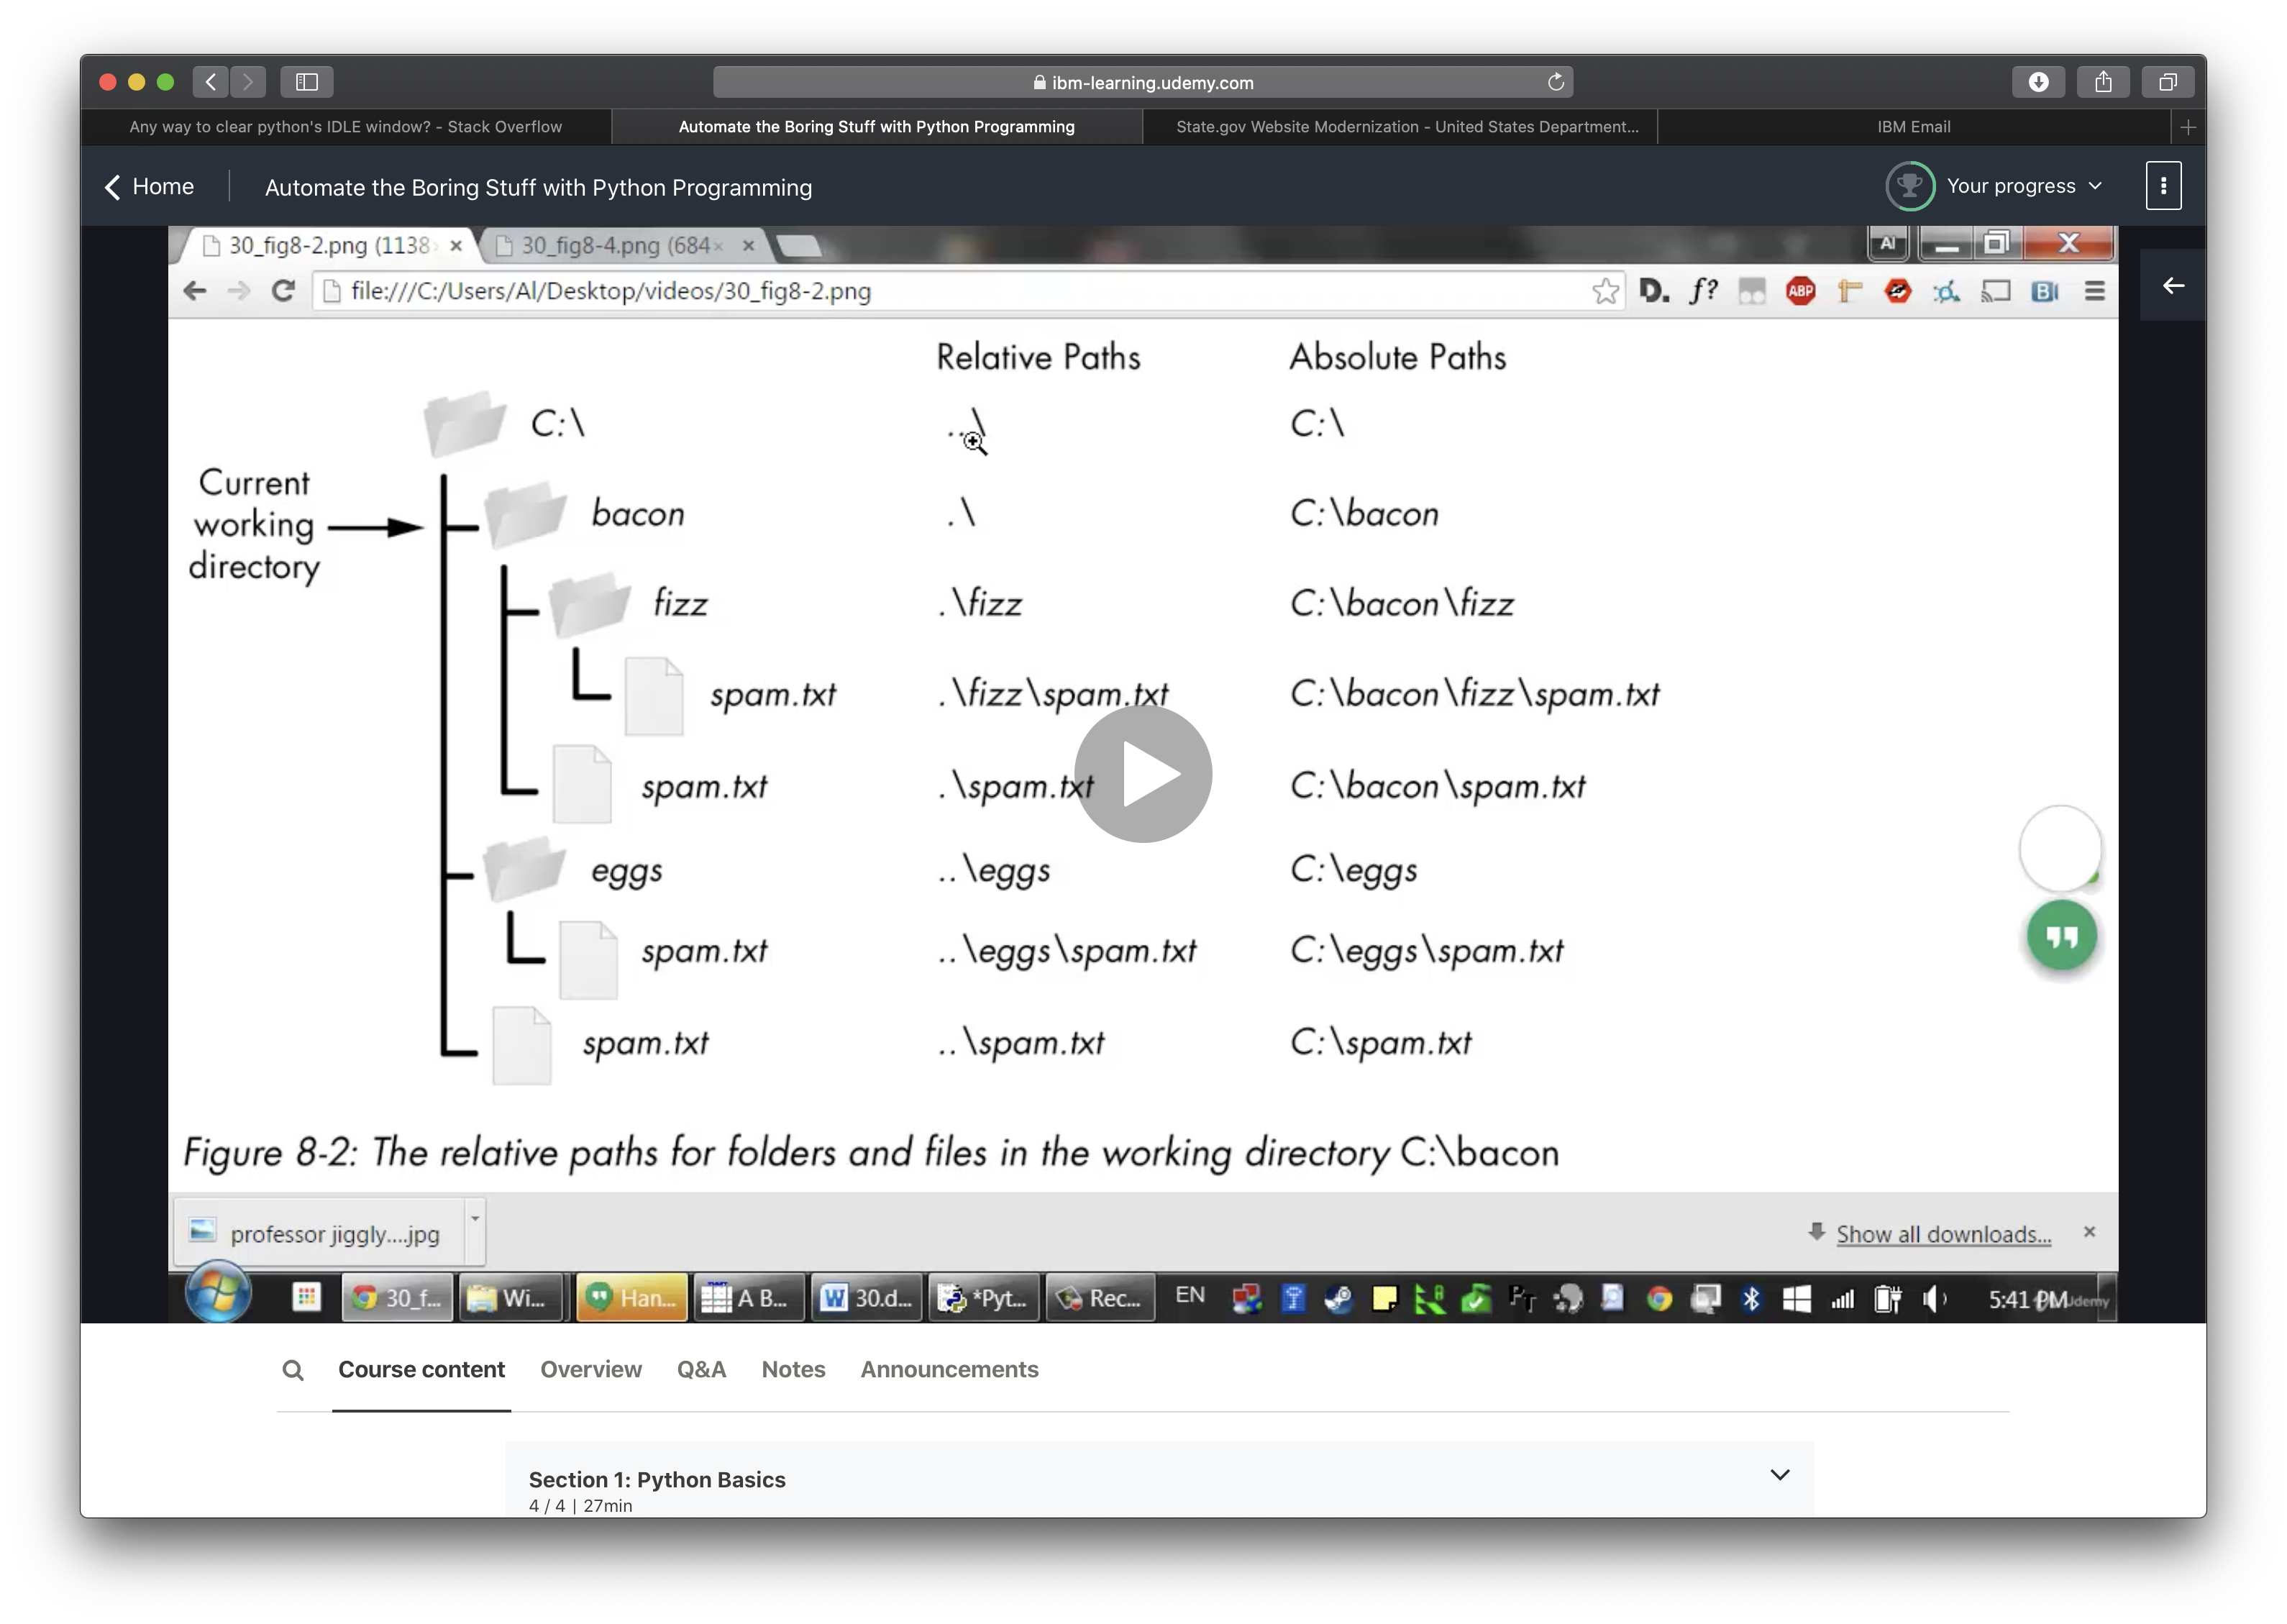 ibm-learning.udemy.com
Any way to clear python's IDLE window? - Stack Overflow
Automate the Boring Stuff with Python Programming
State.gov Website Modernization - United States Department...
IBM Email
Home
Automate the Boring Stuff with Python Programming
Your progress
30_fig8-2.png (1138×
30_fig8-4.png (684×
AI
file:///C:/Users/Al/Desktop/videos/30_fig8-2.png
D.
f?
ABP
Relative Paths Absolute Paths
C:\ ..\ C:\
Current
working
directory
bacon .\ C:\bacon
fizz .\fizz C:\bacon\fizz
spam.txt .\fizz\spam.txt C:\bacon\fizz\spam.txt
spam.txt .\spam.txt C:\bacon\spam.txt
eggs ..\eggs C:\eggs
spam.txt ..\eggs\spam.txt C:\eggs\spam.txt
spam.txt ..\spam.txt C:\spam.txt
Figure 8-2: The relative paths for folders and files in the working directory C:\bacon
professor jiggly....jpg
Show all downloads...
30_f...
Wi...
Han...
A B...
30.d...
*Pyt...
Rec...
EN
5:41 PM
Udemy
Course content
Overview
Q&A
Notes
Announcements
Section 1: Python Basics
4 / 4 | 27min